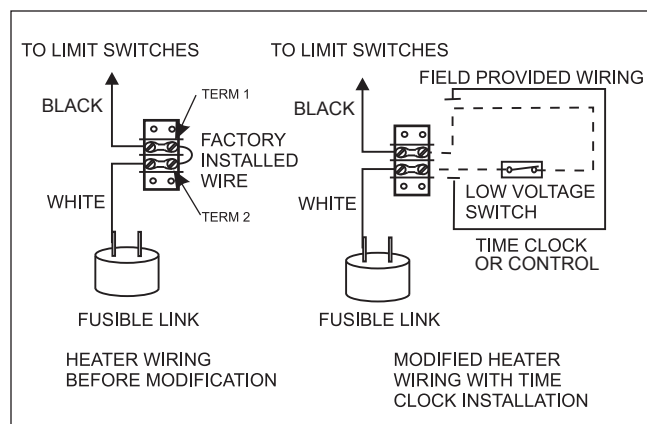 TO LIMIT SWITCHES
BLACK
TERM 1
FACTORY
INSTALLED
WIRE
WHITE
TERM 2
FUSIBLE LINK
HEATER WIRING
BEFORE MODIFICATION
TO LIMIT SWITCHES
FIELD PROVIDED WIRING
BLACK
LOW VOLTAGE
SWITCH
WHITE
TIME CLOCK
OR CONTROL
FUSIBLE LINK
MODIFIED HEATER
WIRING WITH TIME
CLOCK INSTALLATION